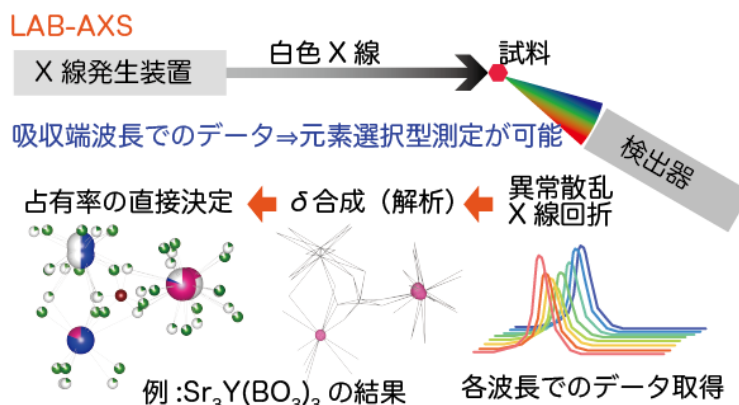 LAB-AXS
X 線発生装置
白色 X 線
試料
検出器
吸収端波長でのデータ⇒元素選択型測定が可能
占有率の直接決定
δ合成（解析）
異常散乱
X 線回折
例 :Sr₃Y(BO₃)₃ の結果
各波長でのデータ取得